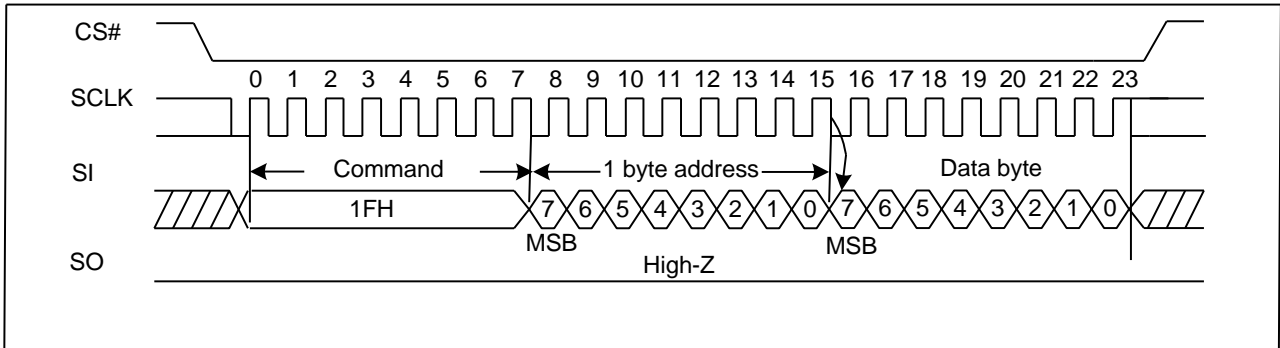 CS#
0 1 2 3 4 5 6 7 8 9 10 11 12 13 14 15 16 17 18 19 20 21 22 23
SCLK
Command 1 byte address Data byte
SI
1FH 7 6 5 4 3 2 1 0 7 6 5 4 3 2 1 0
MSB MSB
SO High-Z